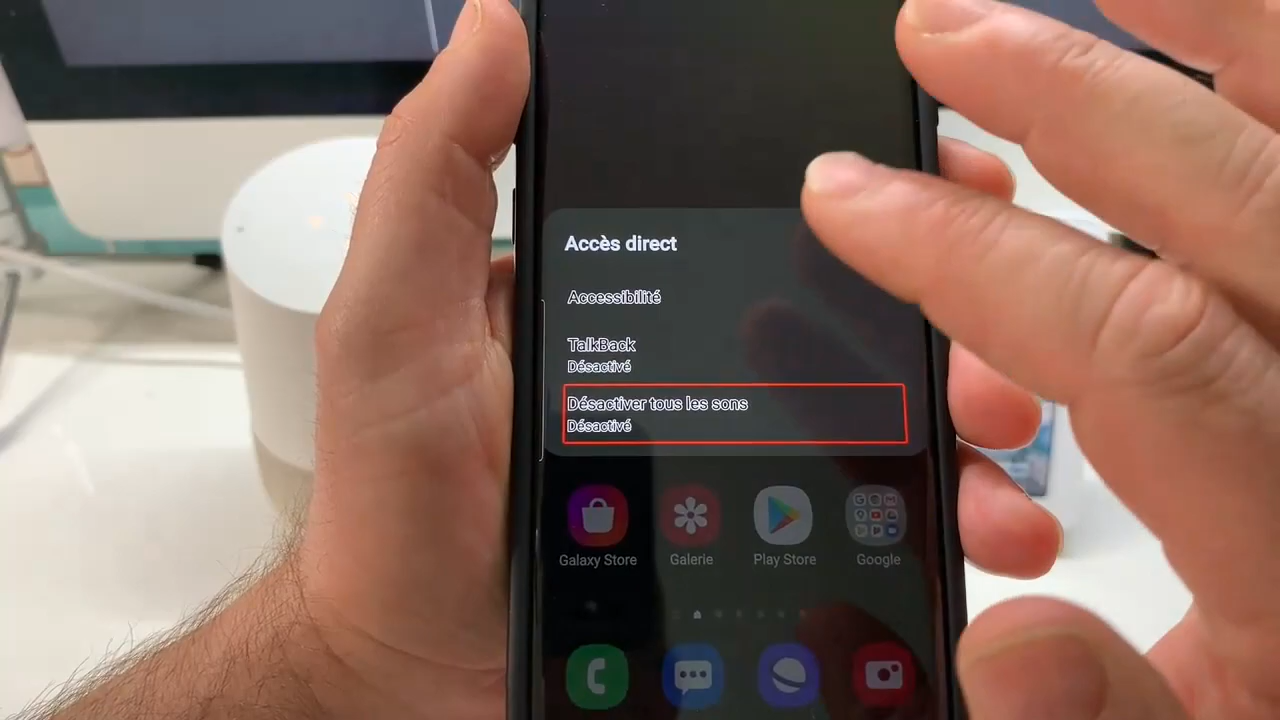 Accès direct
Accessibilité
TalkBack
Désactivé
Désactiver tous les sons
Désactivé
Galaxy Store
Galerie
Play Store
Google